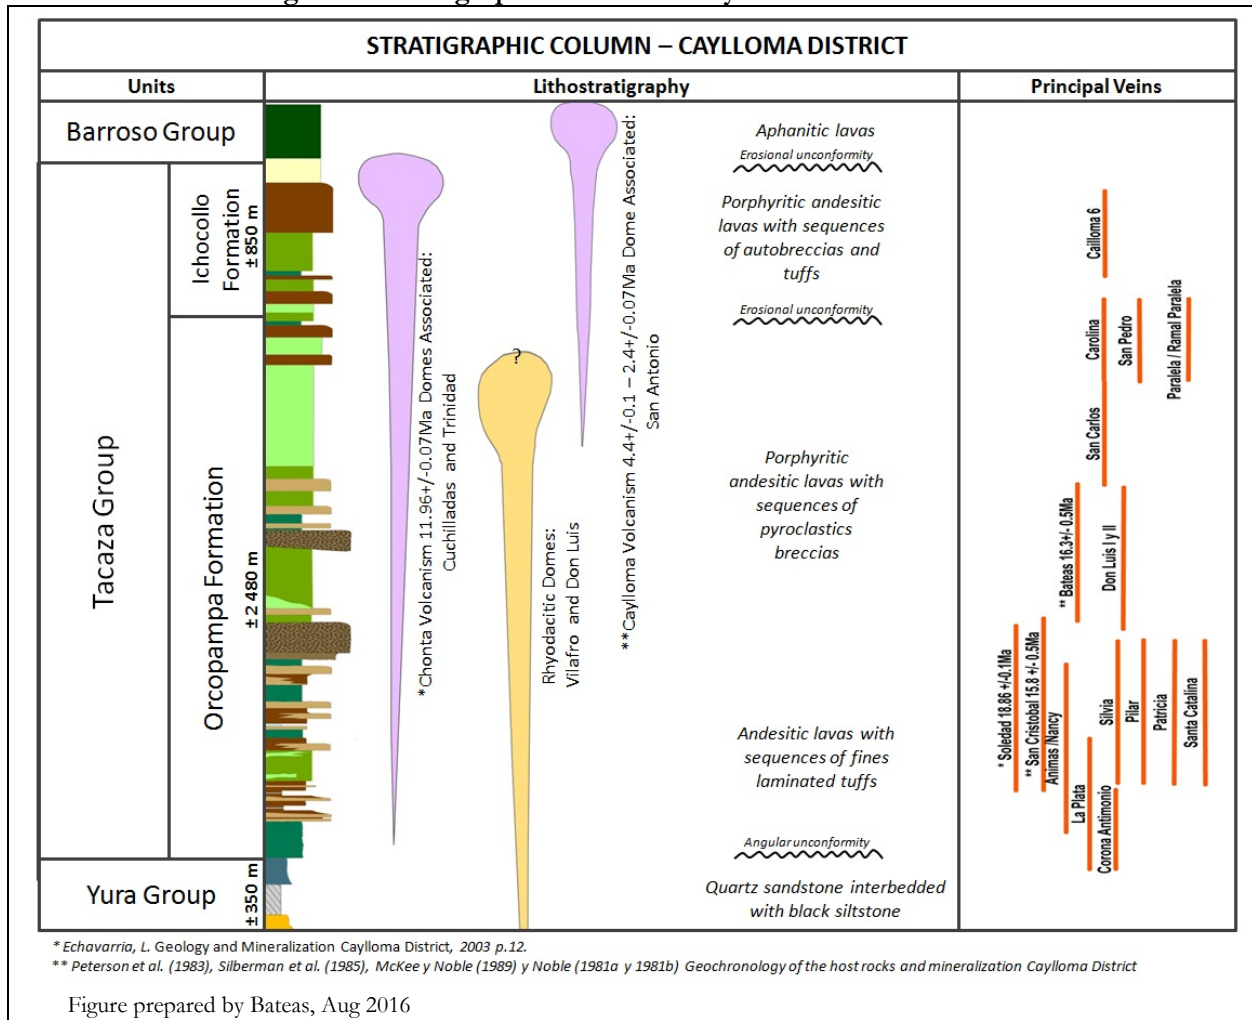 STRATIGRAPHIC COLUMN – CAYLLOMA DISTRICT
Units
Lithostratigraphy
Principal Veins
Barroso Group
Tacaza Group
Ichocollo
Formation
± 850 m
Orcopampa Formation
±2 480 m
Yura Group
± 350 m
*Chonta Volcanism 11.96+/-0.07Ma Domes Associated:
Cuchilladas and Trinidad
?
Rhyodacitic Domes:
Vilafro and Don Luis
**Caylloma Volcanism 4.4+/-0.1 – 2.4+/-0.07Ma Dome Associated:
San Antonio
Aphanitic lavas
Erosional unconformity
Porphyritic andesitic
lavas with sequences
of autobreccias and
tuffs
Erosional unconformity
Porphyritic
andesitic lavas with
sequences of
pyroclastics
breccias
Andesitic lavas with
sequences of fines
laminated tuffs
Angular unconformity
Quartz sandstone interbedded
with black siltstone
Cailloma 6
Carolina
San Pedro
Paralela / Ramal Paralela
San Carlos
** Bateas 16.3+/- 0.5Ma
Don Luis I y II
* Soledad 18.86 +/-0.1Ma
** San Cristobal 15.8 +/- 0.5Ma
Animas /Nancy
La Plata
Silvia
Corona Antimonio
Pilar
Patricia
Santa Catalina
* Echavarria, L. Geology and Mineralization Caylloma District, 2003 p.12.
** Peterson et al. (1983), Silberman et al. (1985), McKee y Noble (1989) y Noble (1981a y 1981b) Geochronology of the host rocks and mineralization Caylloma District
Figure prepared by Bateas, Aug 2016